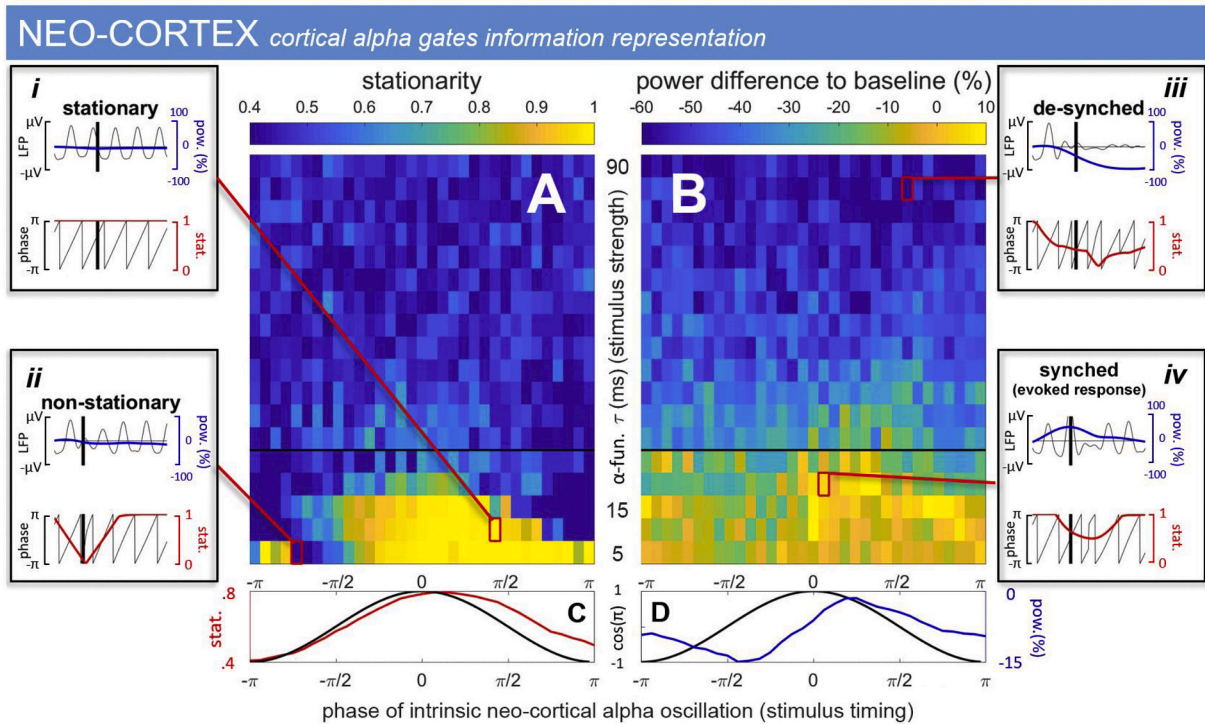 NEO-CORTEX cortical alpha gates information representation
i
stationary
μV
LFP
-μV
100
0
-100
pow.(%)
π
phase
-π
1
stat.
0
ii
non-stationary
μV
LFP
-μV
100
0
-100
pow.(%)
π
phase
-π
1
stat.
0
stationarity
0.4 0.5 0.6 0.7 0.8 0.9 1
A
power difference to baseline (%)
-60 -50 -40 -30 -20 -10 0 10
B
90
15
5
α-fun. τ (ms) (stimulus strength)
iii
de-synched
μV
LFP
-μV
100
0
-100
pow.(%)
π
phase
-π
1
stat.
0
iv
synched
(evoked response)
μV
LFP
-μV
100
0
-100
pow.(%)
π
phase
-π
1
stat.
0
-π -π/2 0 π/2 π
-π -π/2 0 π/2 π
.8
stat.
.4
C
1
cos(π)
-1
D
0
pow.(%)
-15
-π -π/2 0 π/2 π
-π -π/2 0 π/2 π
phase of intrinsic neo-cortical alpha oscillation (stimulus timing)